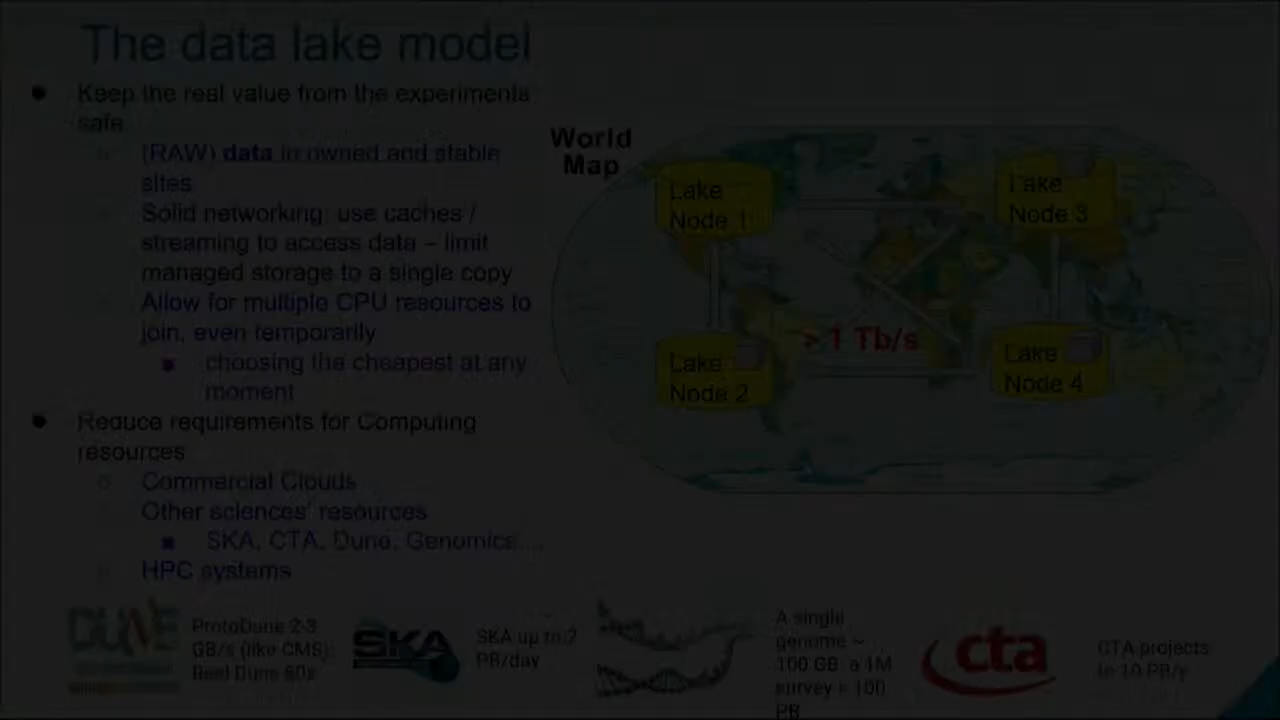 The data lake model
● Keep the real value from the experiments
safe
○ (RAW) data in owned and stable
sites
○ Solid networking: use caches /
streaming to access data – limit
managed storage to a single copy
○ Allow for multiple CPU resources to
join, even temporarily
■ choosing the cheapest at any
moment
● Reduce requirements for Computing
resources
○ Commercial Clouds
○ Other sciences' resources
■ SKA, CTA, Dune, Genomics…
○ HPC systems
World
Map
Lake
Node 1
Lake
Node 3
> 1 Tb/s
Lake
Node 2
Lake
Node 4
DUNE
ProtoDune 2-3
GB/s (like CMS);
Real Dune 60x
SKA
SKA up to 2
PB/day
A single
genome ~
100 GB, a 1M
survey = 100
PB
cta
CTA projects
to 10 PB/y